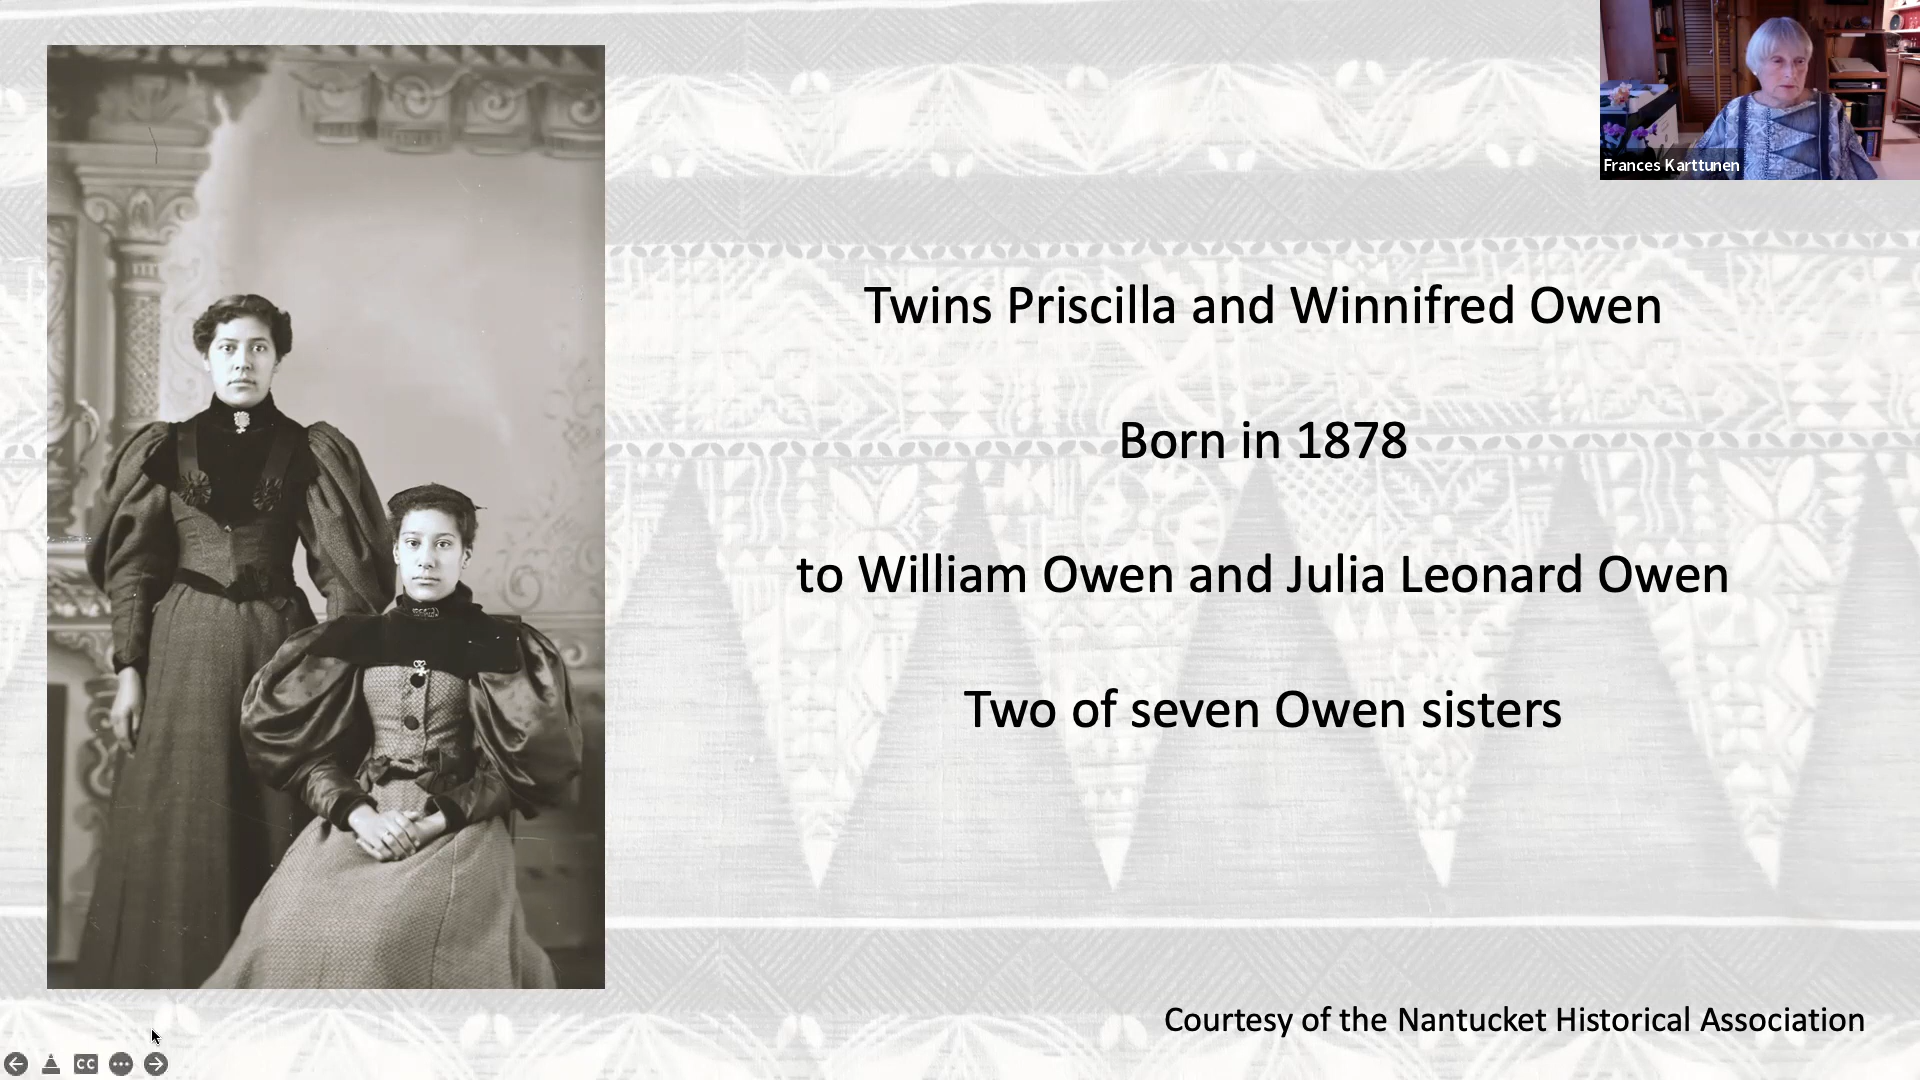 Frances Karttunen
Twins Priscilla and Winnifred Owen
Born in 1878
to William Owen and Julia Leonard Owen
Two of seven Owen sisters
Courtesy of the Nantucket Historical Association
CC